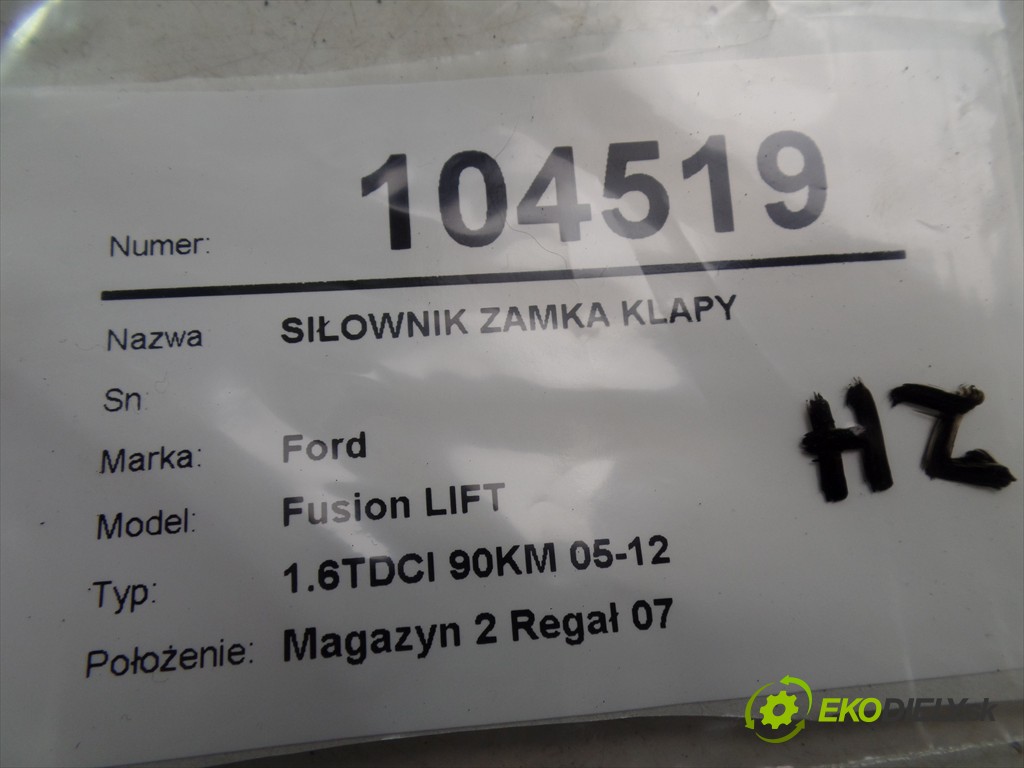 Numer: 104519
Nazwa SIŁOWNIK ZAMKA KLAPY
Sn
Marka: Ford
HZ
Model: Fusion LIFT
Typ: 1.6TDCI 90KM 05-12
Położenie: Magazyn 2 Regał 07
EKODIELY.sk